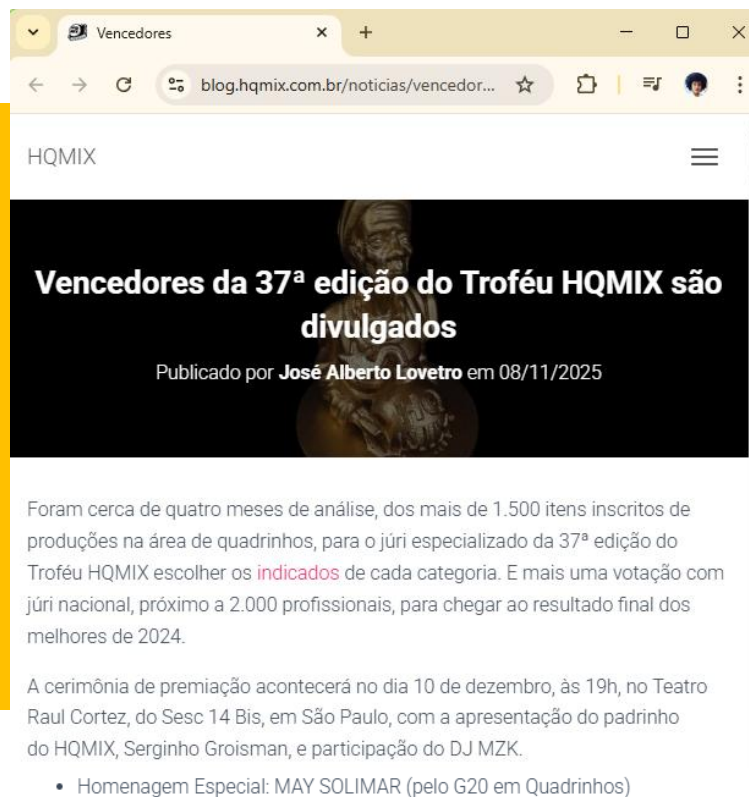 Vencedores
blog.hqmix.com.br/noticias/vencedor...
HQMIX
Vencedores da 37ª edição do Troféu HQMIX são
divulgados
Publicado por José Alberto Lovetro em 08/11/2025
Foram cerca de quatro meses de análise, dos mais de 1.500 itens inscritos de
produções na área de quadrinhos, para o júri especializado da 37ª edição do
Troféu HQMIX escolher os indicados de cada categoria. E mais uma votação com
júri nacional, próximo a 2.000 profissionais, para chegar ao resultado final dos
melhores de 2024.
A cerimônia de premiação acontecerá no dia 10 de dezembro, às 19h, no Teatro
Raul Cortez, do Sesc 14 Bis, em São Paulo, com a apresentação do padrinho
do HQMIX, Serginho Groisman, e participação do DJ MZK.
• Homenagem Especial: MAY SOLIMAR (pelo G20 em Quadrinhos)